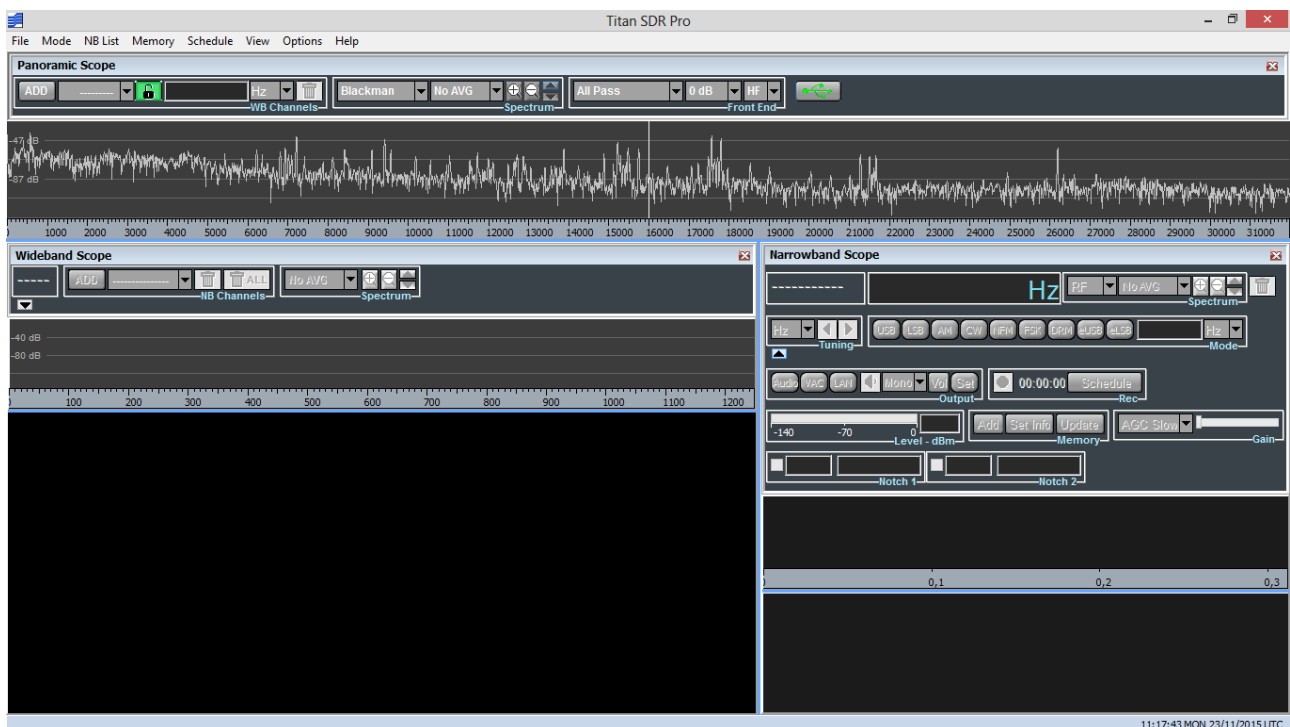 Titan SDR Pro
File Mode NB List Memory Schedule View Options Help
Panoramic Scope
ADD --------- Hz WB Channels Blackman No AVG Spectrum All Pass 0 dB HF Front End
-47 dB
-87 dB
1000 2000 3000 4000 5000 6000 7000 8000 9000 10000 11000 12000 13000 14000 15000 16000 17000 18000 19000 20000 21000 22000 23000 24000 25000 26000 27000 28000 29000 30000 31000
Wideband Scope
----- ADD ---------------- ALL NB Channels No AVG Spectrum
-40 dB
-80 dB
100 200 300 400 500 600 700 800 900 1000 1100 1200
Narrowband Scope
----------- Hz RF No AVG Spectrum
Hz Tuning USB LSB AM CW NFM FSK DRM eUSB eLSB Hz Mode
Audio VAC LAN Mono Vol Set Output 00:00:00 Schedule Rec
-140 -70 0 Level - dBm Add Set Info Update Memory AGC Slow Gain
Notch 1 Notch 2
0,1 0,2 0,3
11:17:43 MON 23/11/2015 UTC